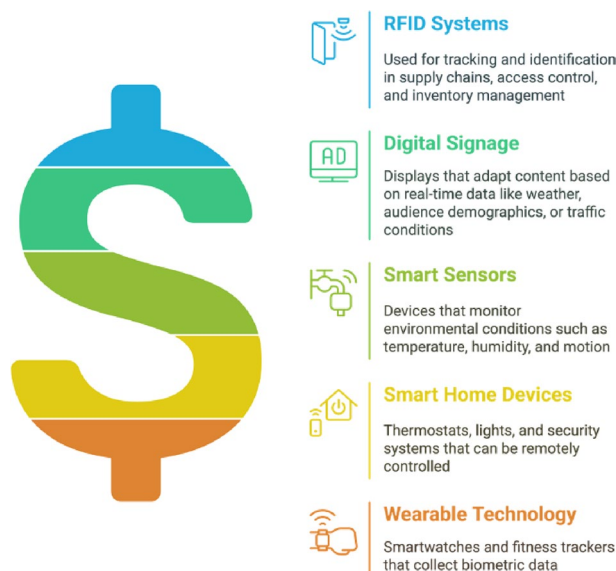 RFID Systems
Used for tracking and identification
in supply chains, access control,
and inventory management
AD
Digital Signage
Displays that adapt content based
on real-time data like weather,
audience demographics, or traffic
conditions
Smart Sensors
Devices that monitor
environmental conditions such as
temperature, humidity, and motion
Smart Home Devices
Thermostats, lights, and security
systems that can be remotely
controlled
Wearable Technology
Smartwatches and fitness trackers
that collect biometric data